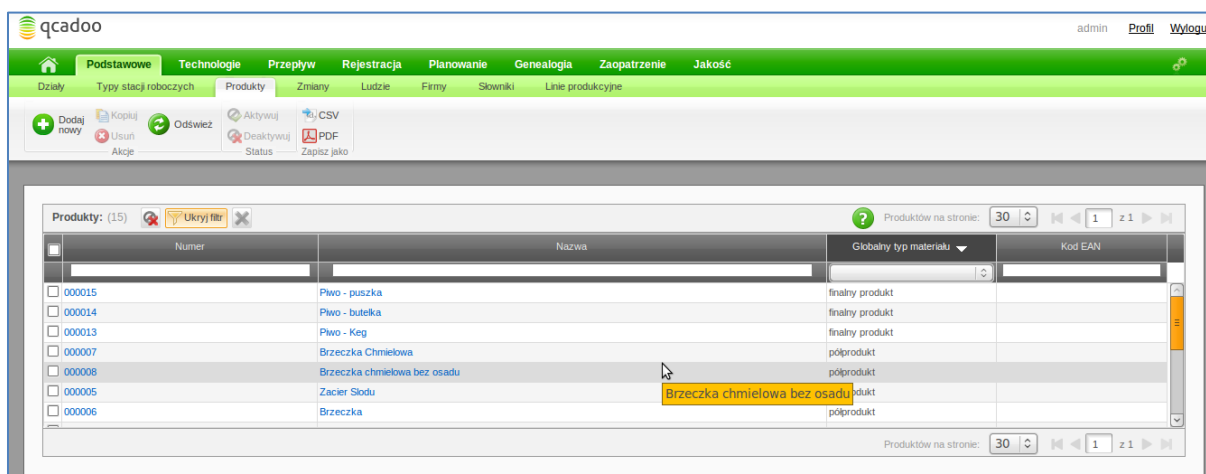 qcadoo
admin Profil Wylogu
Podstawowe Technologie Przepływ Rejestracja Planowanie Genealogia Zaopatrzenie Jakość
Działy Typy stacji roboczych Produkty Zmiany Ludzie Firmy Słowniki Linie produkcyjne
Dodaj nowy Kopiuj Usuń Odśwież Aktywuj Deaktywuj CSV PDF
Akcje Status Zapisz jako
Produkty: (15) Ukryj filtr ? Produktów na stronie: 30 1 z 1
Numer Nazwa Globalny typ materiału Kod EAN
000015 Piwo - puszka finalny produkt
000014 Piwo - butelka finalny produkt
000013 Piwo - Keg finalny produkt
000007 Brzeczka Chmielowa półprodukt
000008 Brzeczka chmielowa bez osadu półprodukt
000005 Zacier Slodu dukt
Brzeczka chmielowa bez osadu
000006 Brzeczka półprodukt
Produktów na stronie: 30 1 z 1